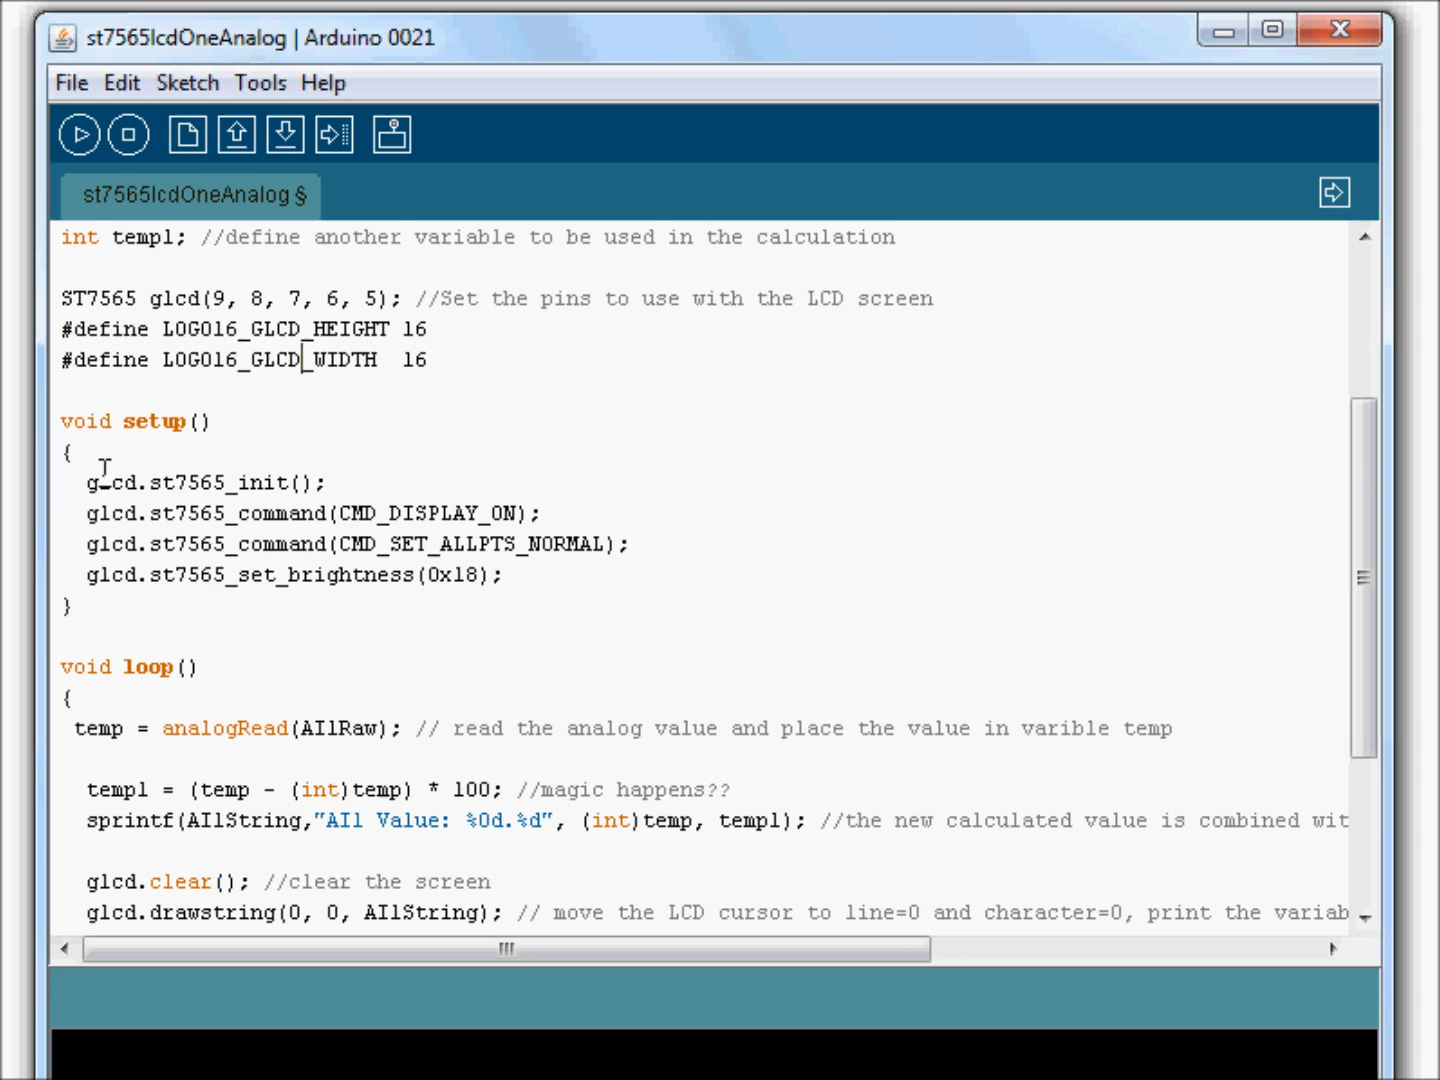 st7565lcdOneAnalog | Arduino 0021
File Edit Sketch Tools Help
st7565lcdOneAnalog §
int temp1; //define another variable to be used in the calculation
ST7565 glcd(9, 8, 7, 6, 5); //Set the pins to use with the LCD screen
#define LOGO16_GLCD_HEIGHT 16
#define LOGO16_GLCD_WIDTH  16
void setup()
{
glcd.st7565_init();
glcd.st7565_command(CMD_DISPLAY_ON);
glcd.st7565_command(CMD_SET_ALLPTS_NORMAL);
glcd.st7565_set_brightness(0x18);
}
void loop()
{
temp = analogRead(AI1Raw); // read the analog value and place the value in varible temp
temp1 = (temp - (int)temp) * 100; //magic happens??
sprintf(AI1String,"AI1 Value: %0d.%d", (int)temp, temp1); //the new calculated value is combined wit
glcd.clear(); //clear the screen
glcd.drawstring(0, 0, AI1String); // move the LCD cursor to line=0 and character=0, print the variab